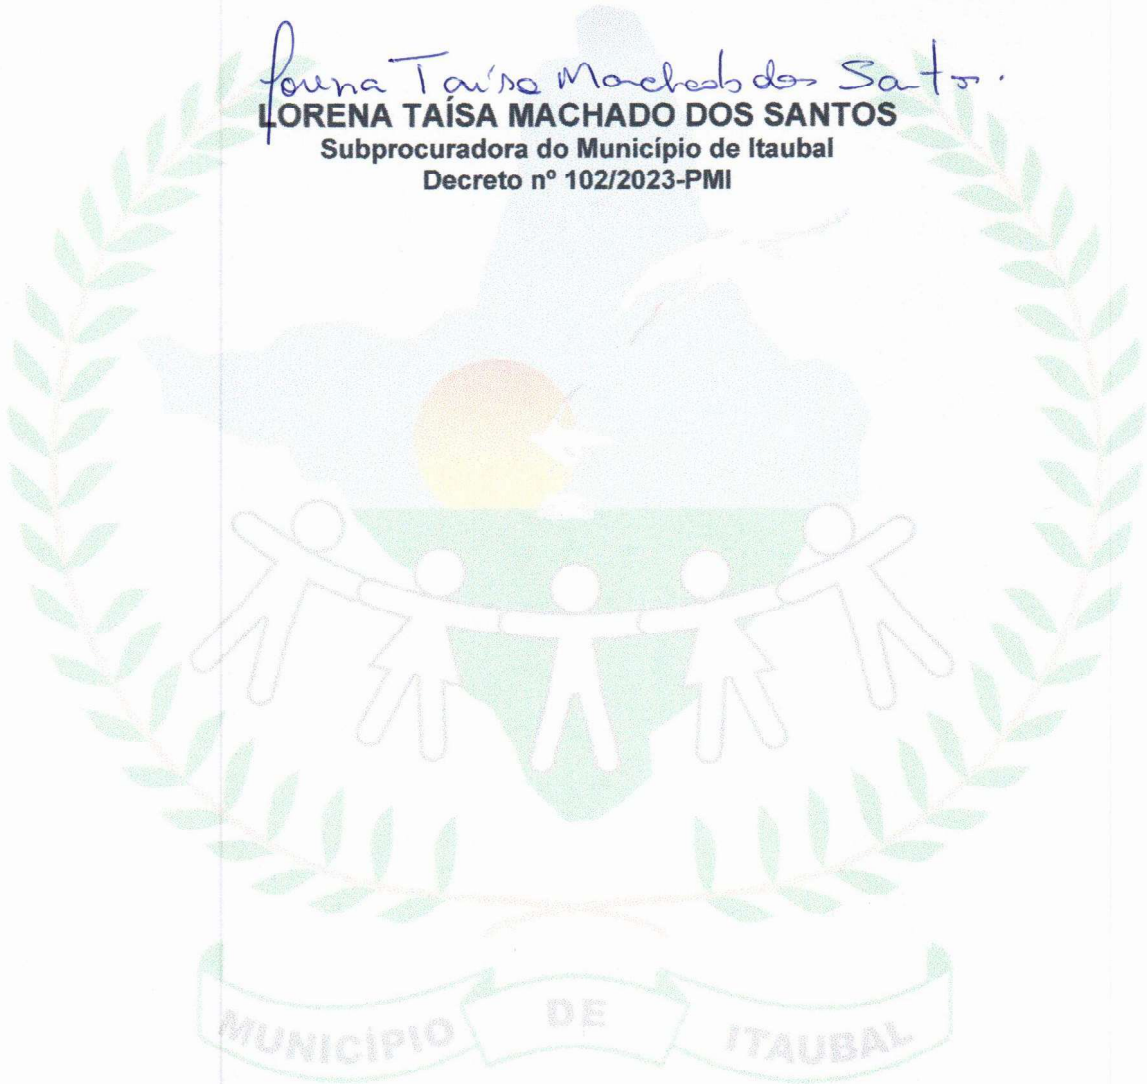 Lorena Taísa Machado dos Santos.
LORENA TAÍSA MACHADO DOS SANTOS
Subprocuradora do Município de Itaubal
Decreto nº 102/2023-PMI
MUNICÍPIO DE ITAUBAL